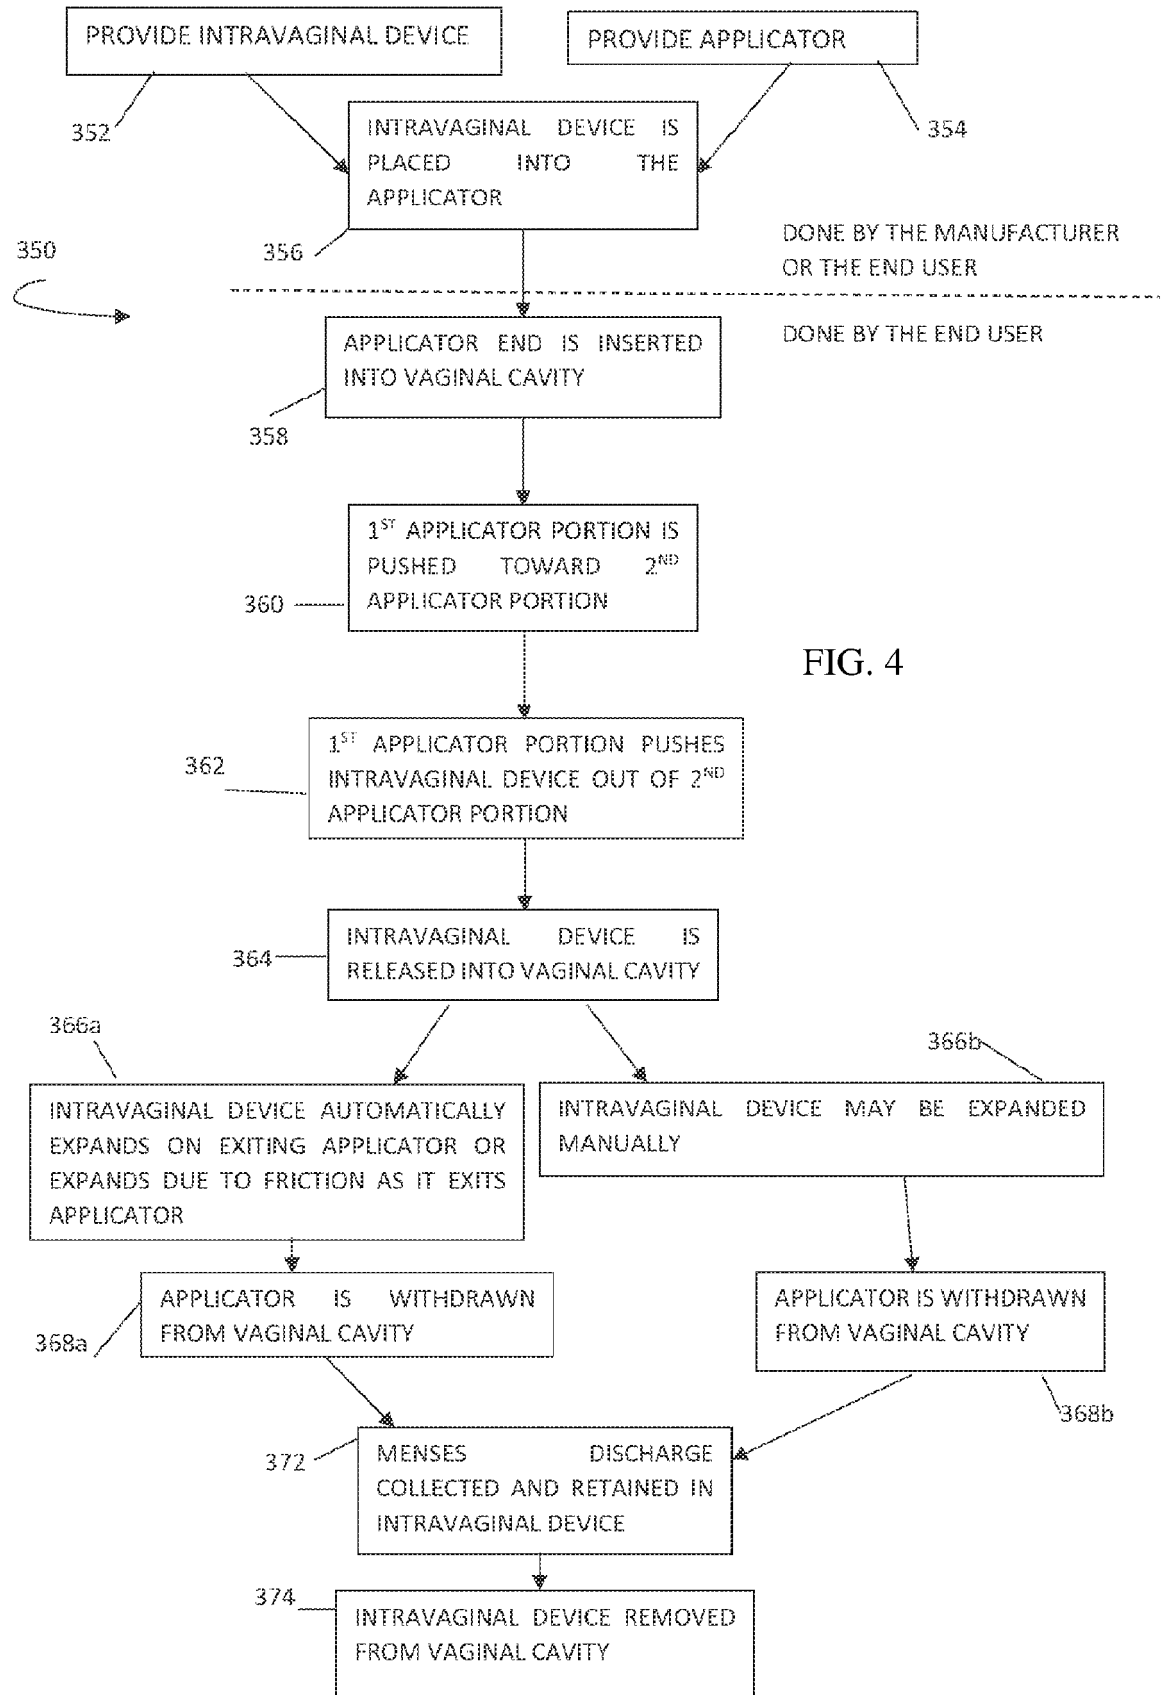 PROVIDE INTRAVAGINAL DEVICE
PROVIDE APPLICATOR
352
354
INTRAVAGINAL DEVICE IS
PLACED INTO THE
APPLICATOR
356
350
DONE BY THE MANUFACTURER
OR THE END USER
DONE BY THE END USER
APPLICATOR END IS INSERTED
INTO VAGINAL CAVITY
358
1ST APPLICATOR PORTION IS
PUSHED TOWARD 2ND
APPLICATOR PORTION
360
FIG. 4
1ST APPLICATOR PORTION PUSHES
INTRAVAGINAL DEVICE OUT OF 2ND
APPLICATOR PORTION
362
INTRAVAGINAL DEVICE IS
RELEASED INTO VAGINAL CAVITY
364
366a
366b
INTRAVAGINAL DEVICE AUTOMATICALLY
EXPANDS ON EXITING APPLICATOR OR
EXPANDS DUE TO FRICTION AS IT EXITS
APPLICATOR
INTRAVAGINAL DEVICE MAY BE EXPANDED
MANUALLY
APPLICATOR IS WITHDRAWN
FROM VAGINAL CAVITY
368a
APPLICATOR IS WITHDRAWN
FROM VAGINAL CAVITY
368b
372
MENSES DISCHARGE
COLLECTED AND RETAINED IN
INTRAVAGINAL DEVICE
374
INTRAVAGINAL DEVICE REMOVED
FROM VAGINAL CAVITY